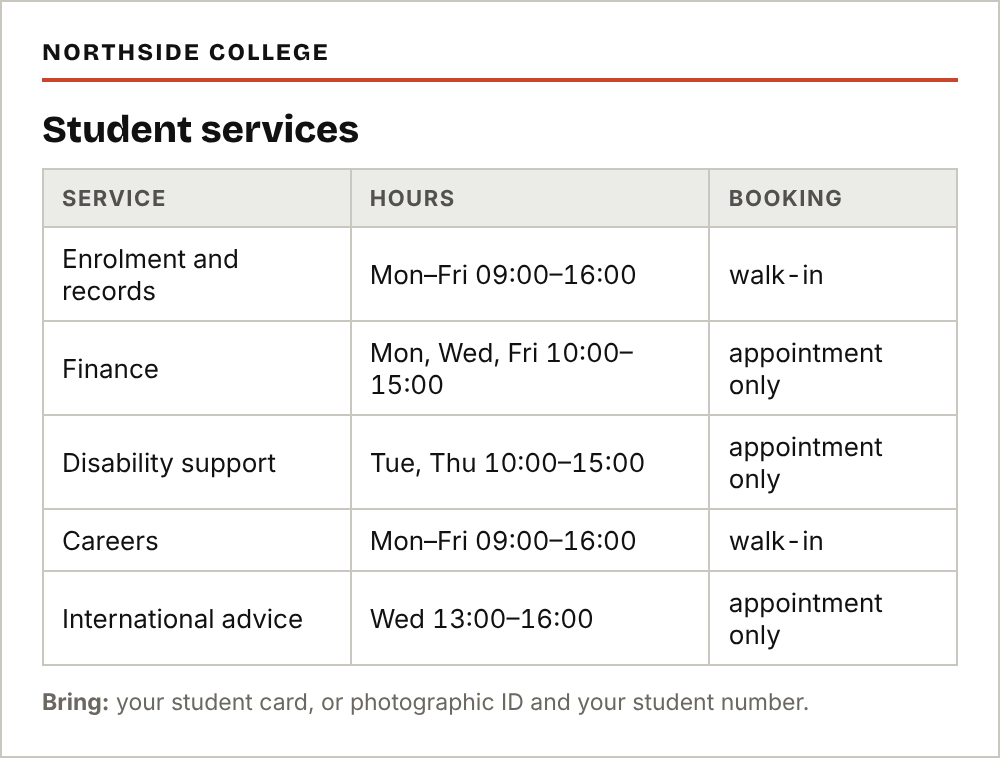 NORTHSIDE COLLEGE
Student services
SERVICE HOURS BOOKING
Enrolment and
records
Mon–Fri 09:00–16:00
walk-in
Finance
Mon, Wed, Fri 10:00–
15:00
appointment
only
Disability support
Tue, Thu 10:00–15:00
appointment
only
Careers
Mon–Fri 09:00–16:00
walk-in
International advice
Wed 13:00–16:00
appointment
only
Bring: your student card, or photographic ID and your student number.